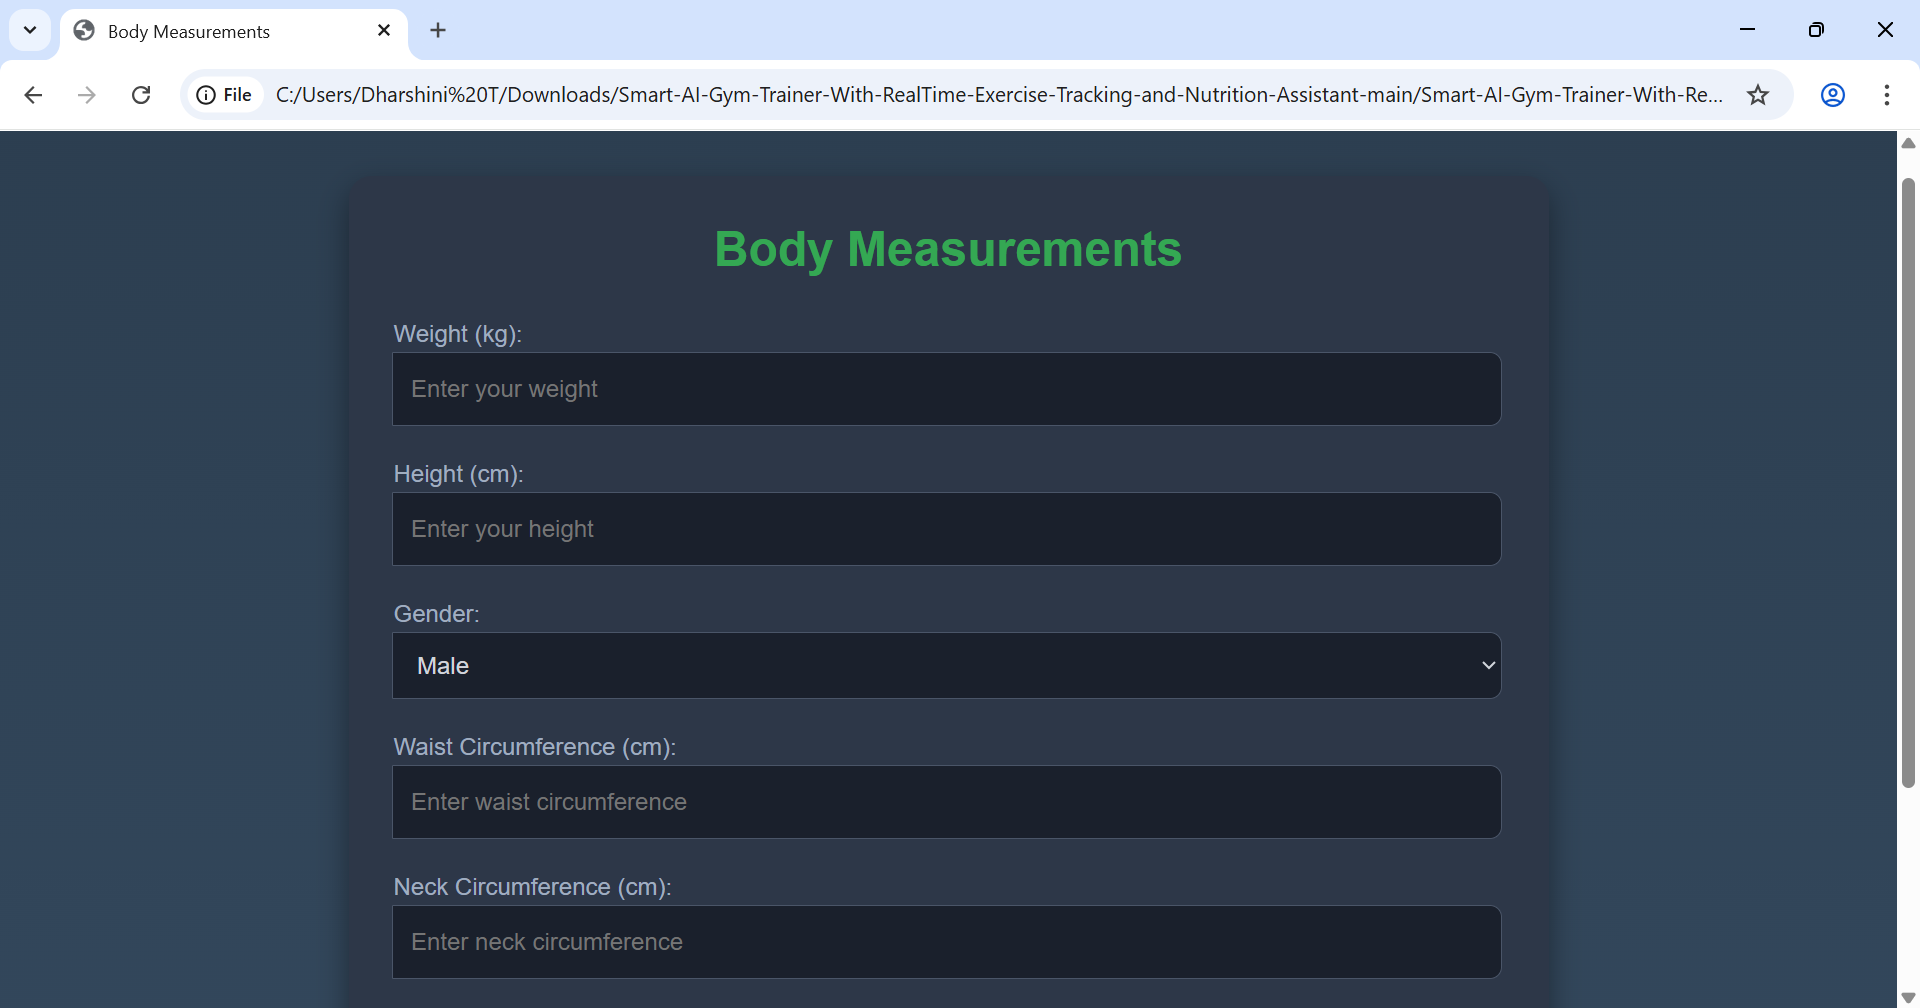 Body Measurements
File
C:/Users/Dharshini%20T/Downloads/Smart-AI-Gym-Trainer-With-RealTime-Exercise-Tracking-and-Nutrition-Assistant-main/Smart-AI-Gym-Trainer-With-Re...
Body Measurements
Weight (kg):
Enter your weight
Height (cm):
Enter your height
Gender:
Male
Waist Circumference (cm):
Enter waist circumference
Neck Circumference (cm):
Enter neck circumference